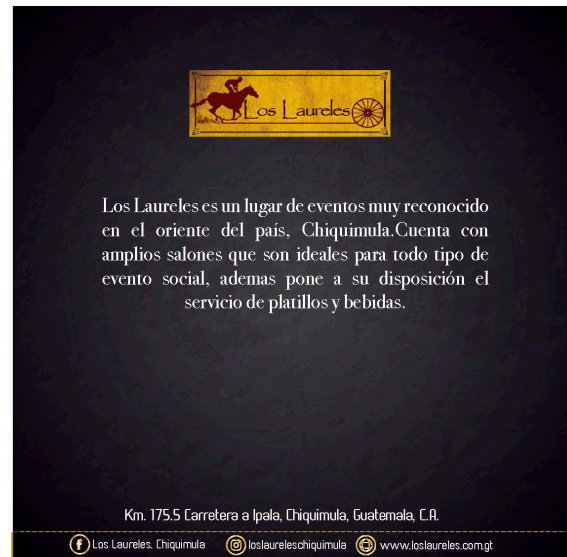 Los Laureles
Los Laureles es un lugar de eventos muy reconocido
en el oriente del país, Chiquimula.Cuenta con
amplios salones que son ideales para todo tipo de
evento social, ademas pone a su disposición el
servicio de platillos y bebidas.
Km. 175.5 Carretera a Ipala, Chiquimula, Guatemala, C.A.
Los Laureles. Chiquimula loslaureleschiquimula www.loslaureles.com.gt